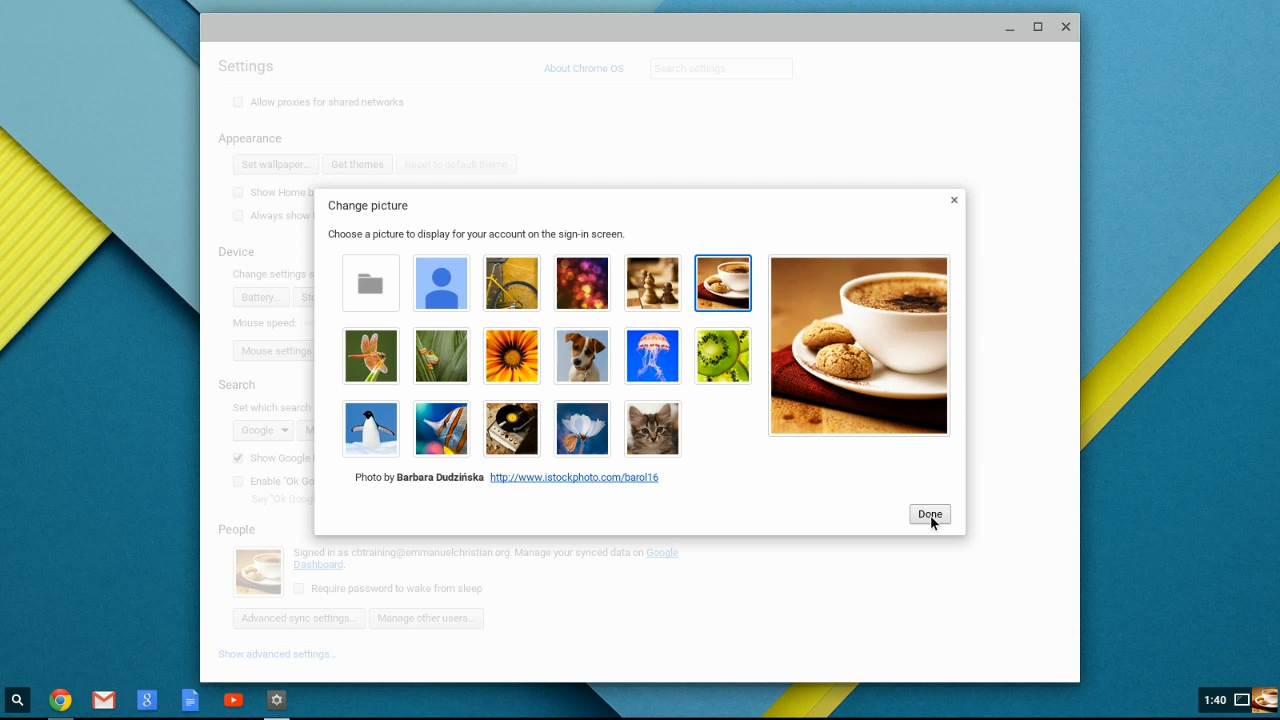 Settings
About Chrome OS
Search settings
Allow proxies for shared networks
Appearance
Set wallpaper...
Get themes
Reset to default theme
Show Home b
Always show
Change picture
×
Choose a picture to display for your account on the sign-in screen.
Device
Change settings s
Battery...
Mouse speed:
Mouse settings
Search
Set which search
Google
Show Google
Enable "Ok Go
Say "Ok Goog
Photo by Barbara Dudzińska http://www.istockphoto.com/barol16
Done
People
Signed in as cbtraining@emmanuelchristian.org. Manage your synced data on Google
Dashboard.
Require password to wake from sleep
Advanced sync settings...
Manage other users...
Show advanced settings...
1:40